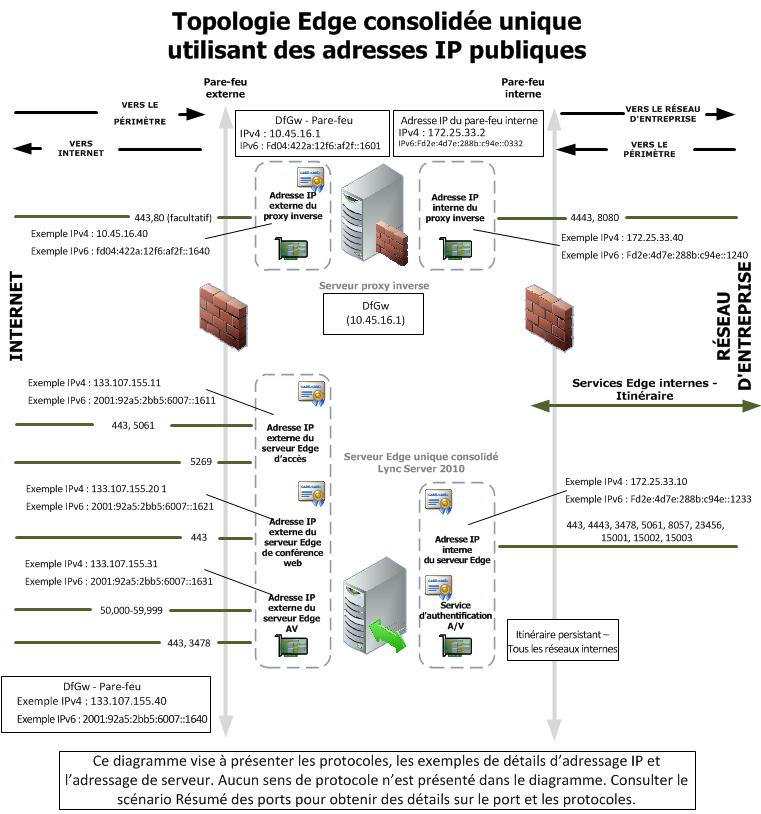 Topologie Edge consolidée unique
utilisant des adresses IP publiques
Pare-feu
externe
Pare-feu
interne
VERS LE
PÉRIMÈTRE
VERS
INTERNET
DfGw - Pare-feu
IPv4 : 10.45.16.1
IPv6 : Fd04:422a:12f6:af2f::1601
Adresse IP du pare-feu interne
IPv4 : 172.25.33.2
IPv6:Fd2e:4d7e:288b:c94e::0332
VERS LE RÉSEAU
D'ENTREPRISE
VERS LE
PÉRIMÈTRE
Adresse IP
externe du
proxy inverse
Adresse IP
interne du
proxy inverse
443,80 (facultatif)
Exemple IPv4 : 10.45.16.40
Exemple IPv6 : fd04:422a:12f6:af2f::1640
4443, 8080
Exemple IPv4 : 172.25.33.40
Exemple IPv6 : Fd2e:4d7e:288b:c94e::1240
Serveur proxy inverse
DfGw
(10.45.16.1)
INTERNET
RÉSEAU
D'ENTREPRISE
Exemple IPv4 : 133.107.155.11
Exemple IPv6 : 2001:92a5:2bb5:6007::1611
443, 5061
Adresse IP
externe du
serveur Edge
d'accès
5269
Services Edge internes -
Itinéraire
Serveur Edge unique consolidé
Lync Server 2010
Exemple IPv4 : 133.107.155.20 1
Exemple IPv6 : 2001:92a5:2bb5:6007::1621
443
Adresse IP
externe du
serveur Edge
de conférence
web
Exemple IPv4 : 172.25.33.10
Exemple IPv6 : Fd2e:4d7e:288b:c94e::1233
443, 4443, 3478, 5061, 8057, 23456,
15001, 15002, 15003
Adresse IP
interne
du serveur Edge
Exemple IPv4 : 133.107.155.31
Exemple IPv6 : 2001:92a5:2bb5:6007::1631
50,000-59,999
Adresse IP
externe du
serveur Edge
AV
443, 3478
Service
d'authentification
A/V
Itinéraire persistant –
Tous les réseaux internes
DfGw - Pare-feu
Exemple IPv4 : 133.107.155.40
Exemple IPv6 : 2001:92a5:2bb5:6007::1640
Ce diagramme vise à présenter les protocoles, les exemples de détails d'adressage IP et
l'adressage de serveur. Aucun sens de protocole n'est présenté dans le diagramme. Consulter le
scénario Résumé des ports pour obtenir des détails sur le port et les protocoles.